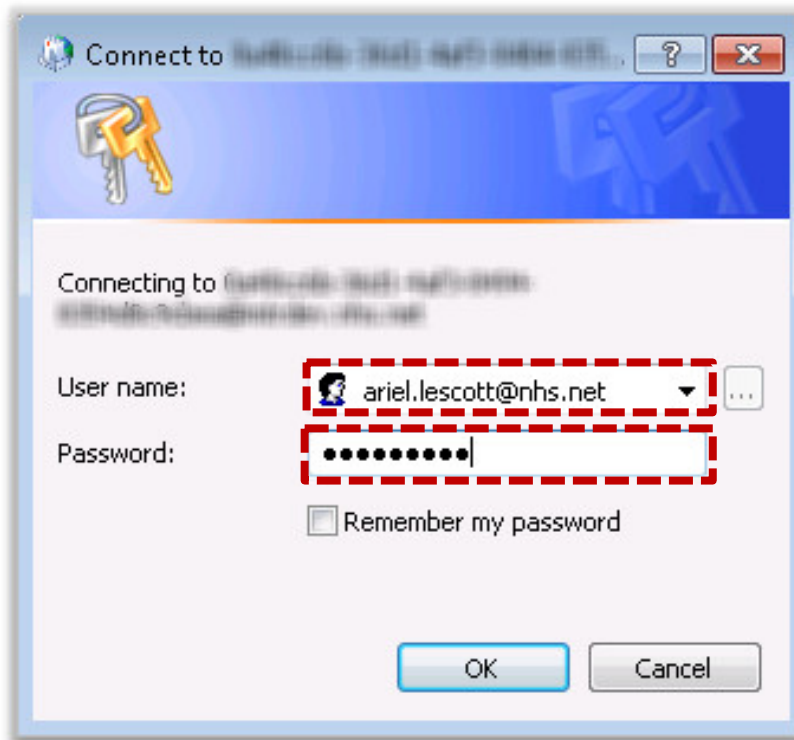 Connect to
Connecting to
User name: ariel.lescott@nhs.net ...
Password: ●●●●●●●●●
Remember my password
OK Cancel